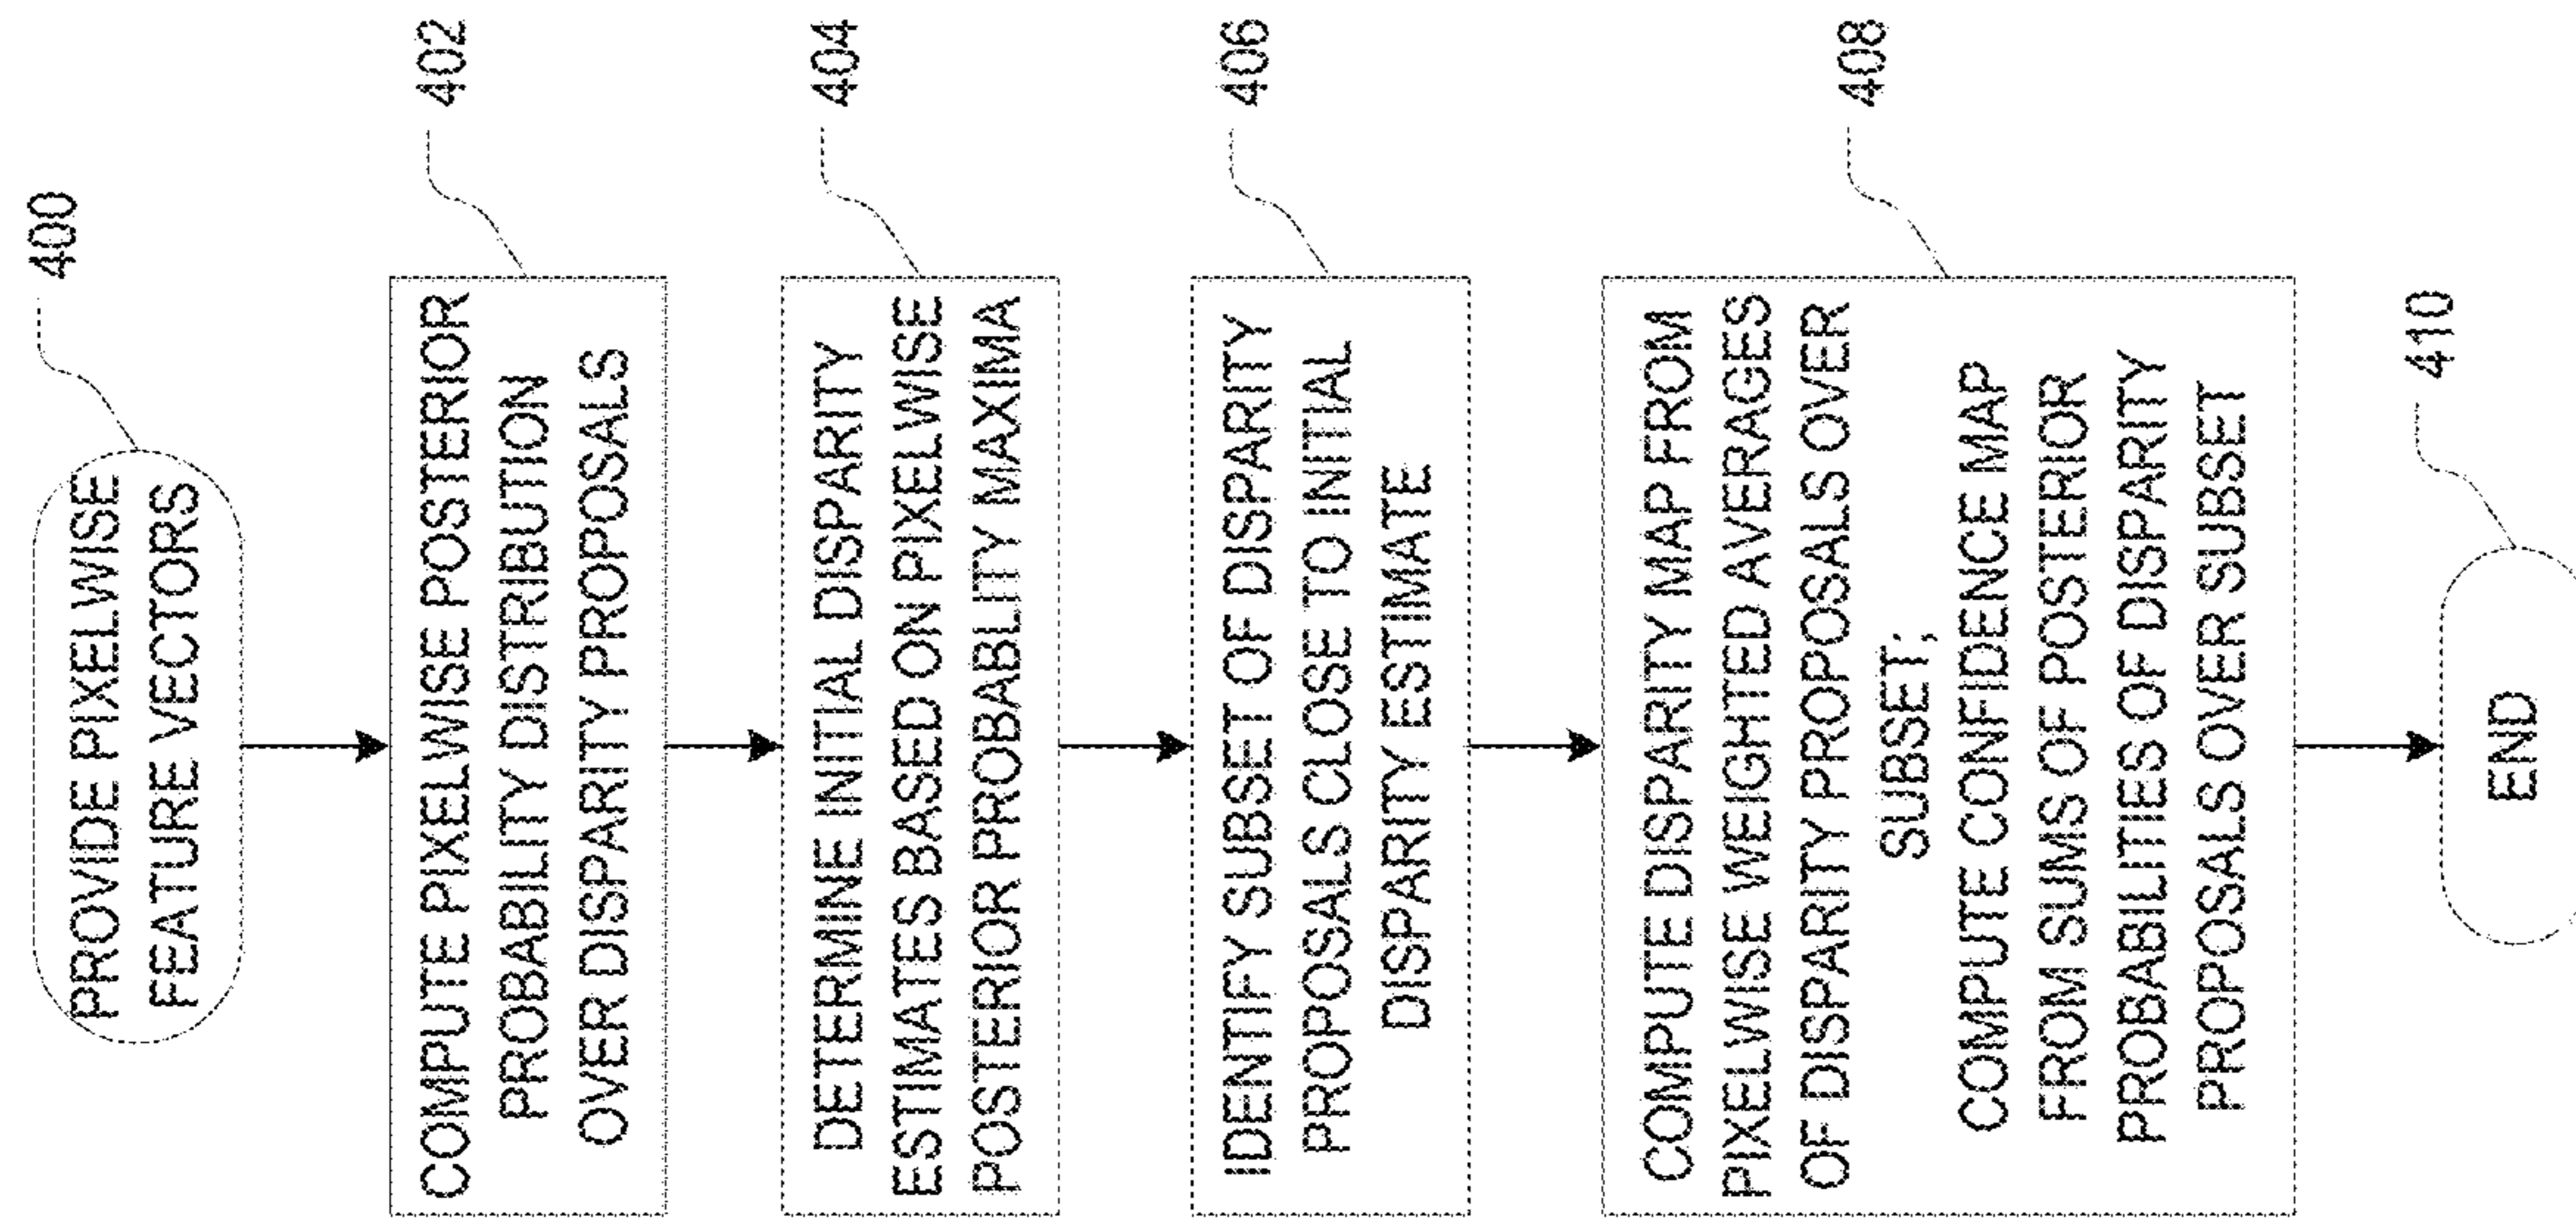 400
PROVIDE PIXELWISE
FEATURE VECTORS
402
COMPUTE PIXELWISE POSTERIOR
PROBABILITY DISTRIBUTION
OVER DISPARITY PROPOSALS
404
DETERMINE INITIAL DISPARITY
ESTIMATES BASED ON PIXELWISE
POSTERIOR PROBABLITY MAXIMA
406
IDENTIFY SUBSET OF DISPARITY
PROPOSALS CLOSE TO INITIAL
DISPARITY ESTIMATE
408
COMPUTE DISPARITY MAP FROM
PIXELWISE WEIGHTED AVERAGES
OF DISPARITY PROPOSALS OVER
SUBSET;
COMPUTE CONFIDENCE MAP
FROM SUMS OF POSTERIOR
PROBABILITIES OF DISPARITY
PROPOSALS OVER SUBSET
410
END